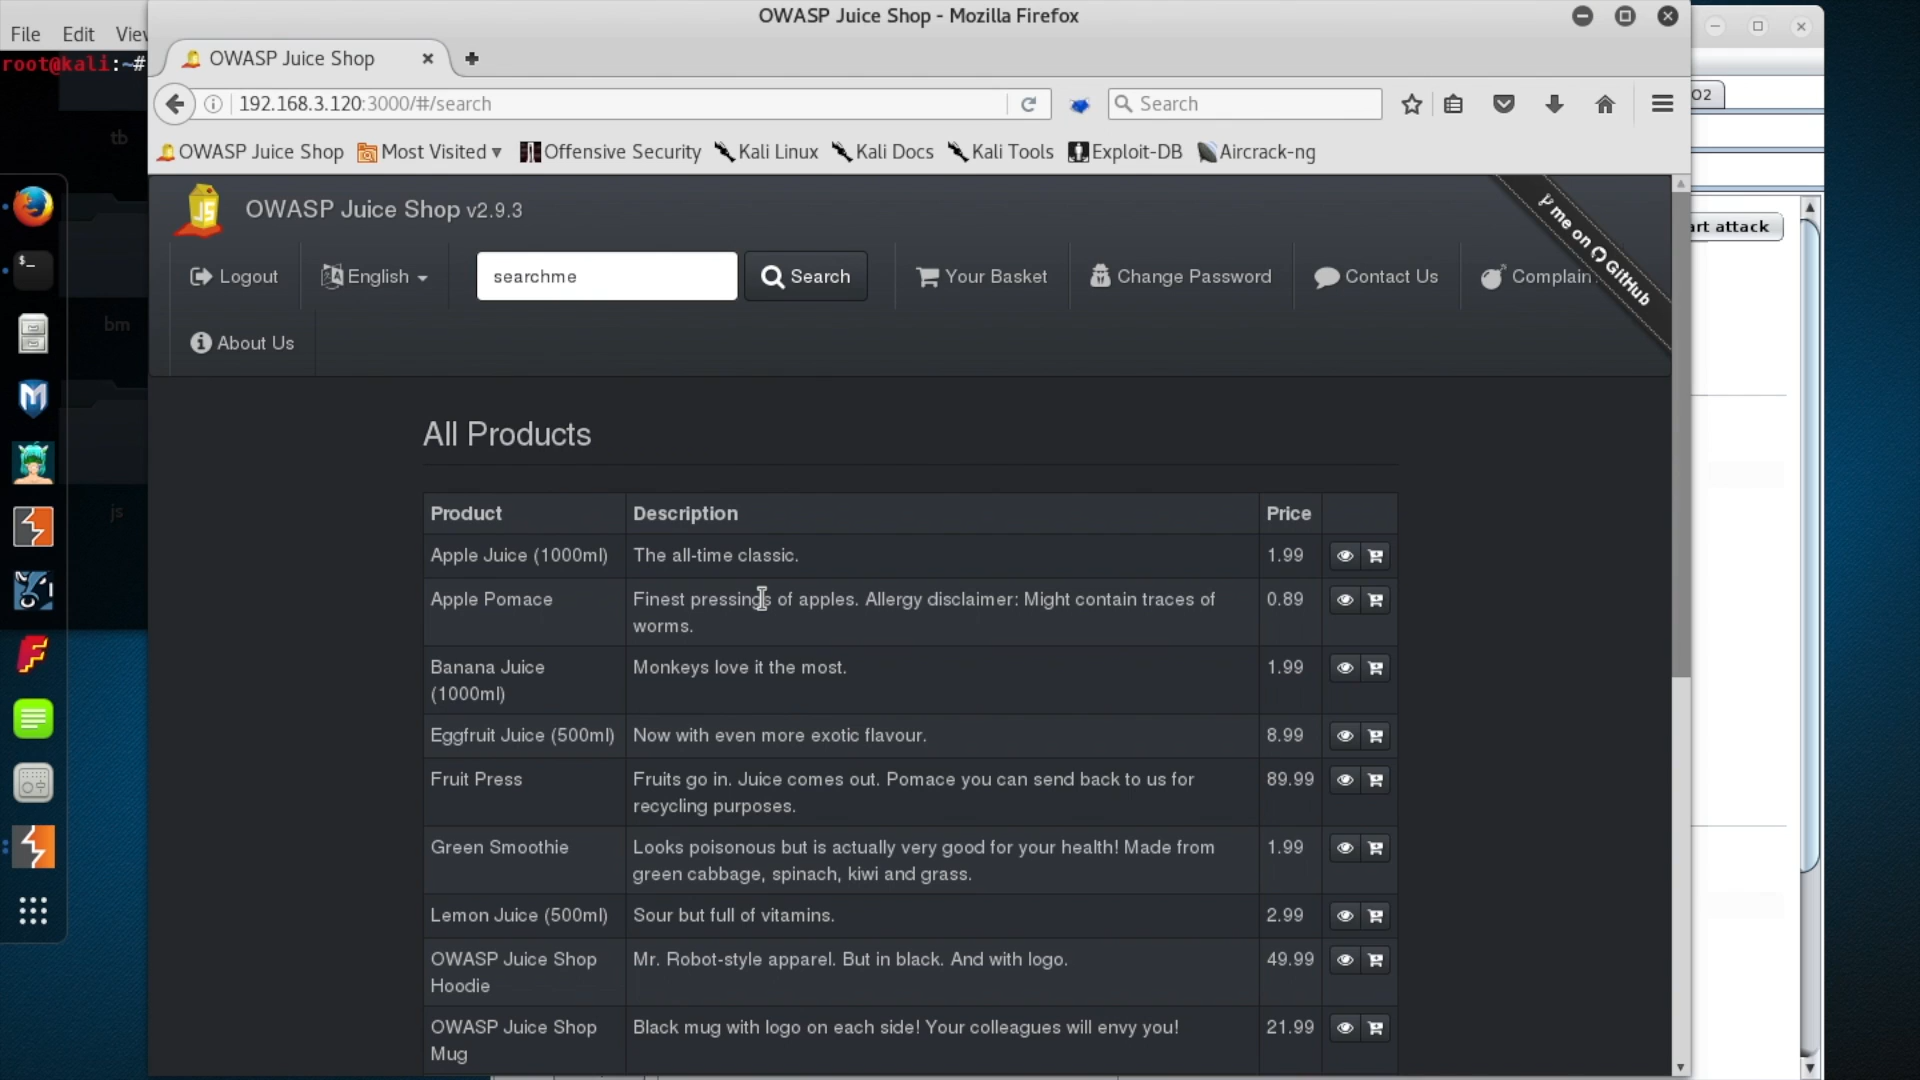 OWASP Juice Shop - Mozilla Firefox
File Edit View
root@kali:~#
OWASP Juice Shop
192.168.3.120:3000/#/search
Search
O2
OWASP Juice Shop Most Visited Offensive Security Kali Linux Kali Docs Kali Tools Exploit-DB Aircrack-ng
tb
bm
js
JS
OWASP Juice Shop v2.9.3
me on GitHub
art attack
Logout English searchme Search Your Basket Change Password Contact Us Complain
About Us
All Products
Product Description Price
Apple Juice (1000ml) The all-time classic. 1.99
Apple Pomace Finest pressings of apples. Allergy disclaimer: Might contain traces of 0.89
worms.
Banana Juice Monkeys love it the most. 1.99
(1000ml)
Eggfruit Juice (500ml) Now with even more exotic flavour. 8.99
Fruit Press Fruits go in. Juice comes out. Pomace you can send back to us for 89.99
recycling purposes.
Green Smoothie Looks poisonous but is actually very good for your health! Made from 1.99
green cabbage, spinach, kiwi and grass.
Lemon Juice (500ml) Sour but full of vitamins. 2.99
OWASP Juice Shop Mr. Robot-style apparel. But in black. And with logo. 49.99
Hoodie
OWASP Juice Shop Black mug with logo on each side! Your colleagues will envy you! 21.99
Mug